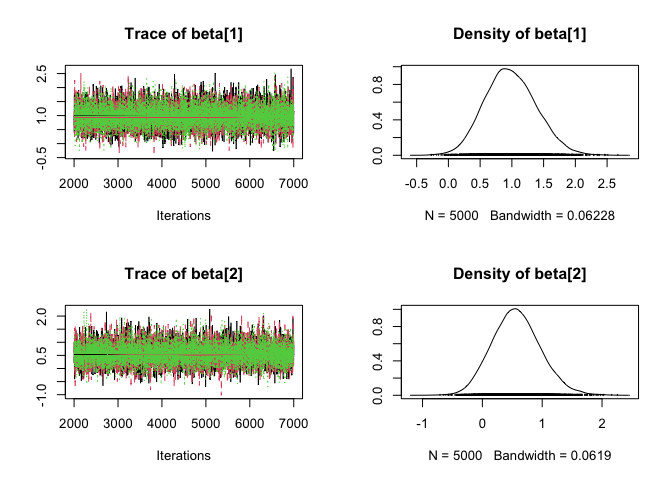 Trace of beta[1]
2.5
1.0
-0.5
2000 3000 4000 5000 6000 7000
Iterations
Density of beta[1]
0.8
0.4
0.0
-0.5 0.0 0.5 1.0 1.5 2.0 2.5
N = 5000 Bandwidth = 0.06228
Trace of beta[2]
2.0
0.5
-1.0
2000 3000 4000 5000 6000 7000
Iterations
Density of beta[2]
0.8
0.4
0.0
-1 0 1 2
N = 5000 Bandwidth = 0.0619